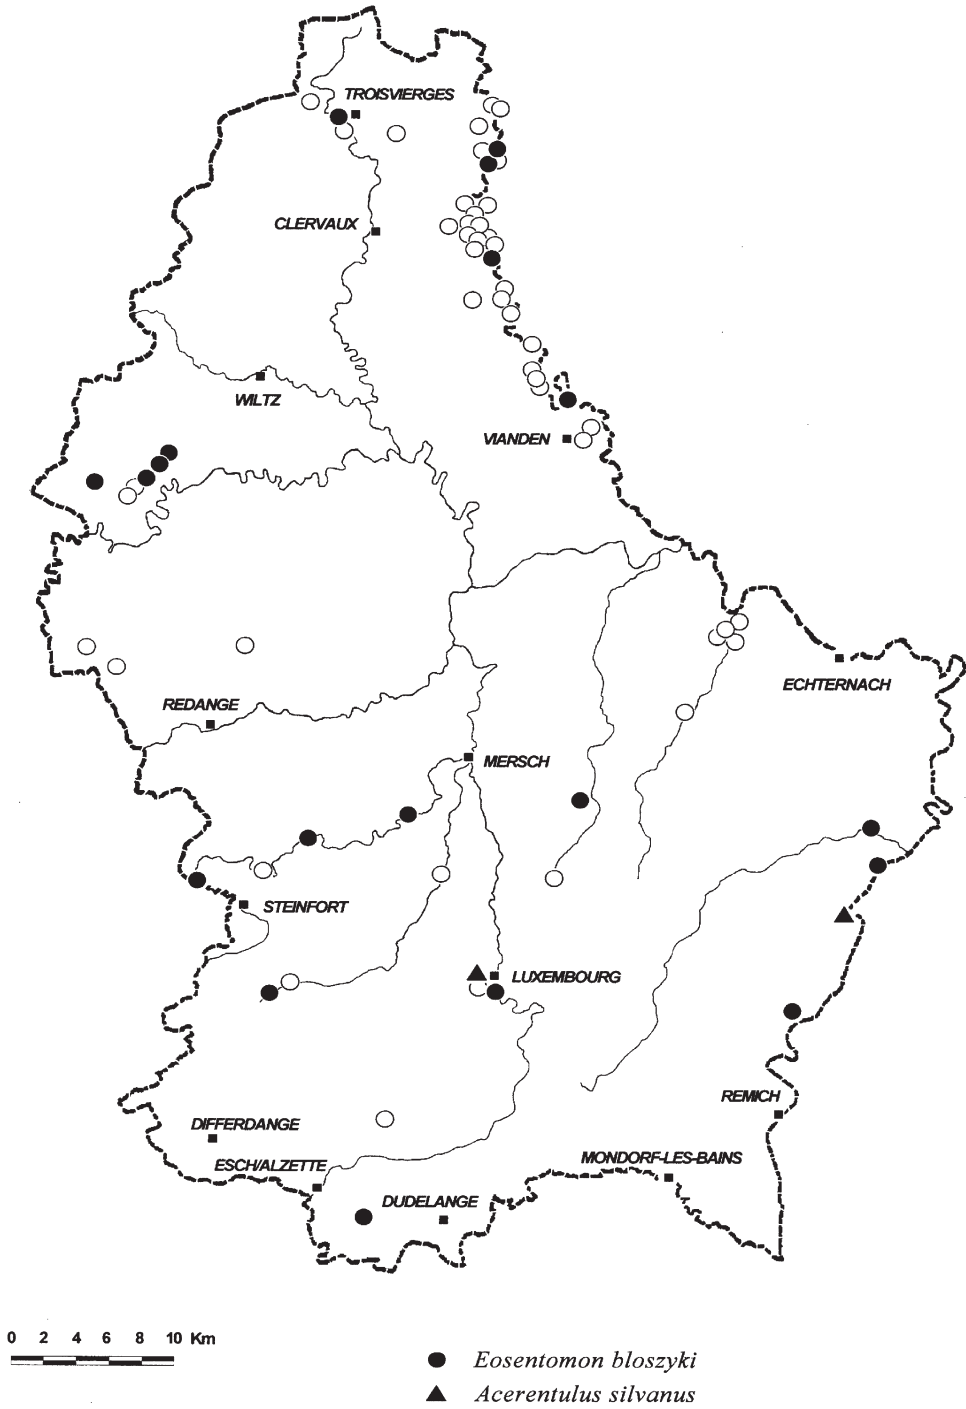 TROISVIERGES
CLERVAUX
WILTZ
VIANDEN
ECHTERNACH
REDANGE
MERSCH
STEINFORT
LUXEMBOURG
REMICH
DIFFERDANGE
MONDORF-LES-BAINS
ESCH/ALZETTE
DUDELANGE
0 2 4 6 8 10 Km
Eosentomon bloszyki
Acerentulus silvanus